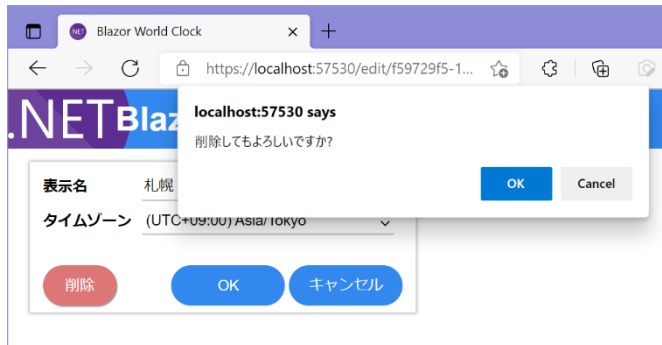 NET Blazor World Clock
https://localhost:57530/edit/f59729f5-1...
.NET Blaz
localhost:57530 says
削除してもよろしいですか?
OK Cancel
表示名 札幌
タイムゾーン (UTC+09:00) Asia/Tokyo
削除 OK キャンセル